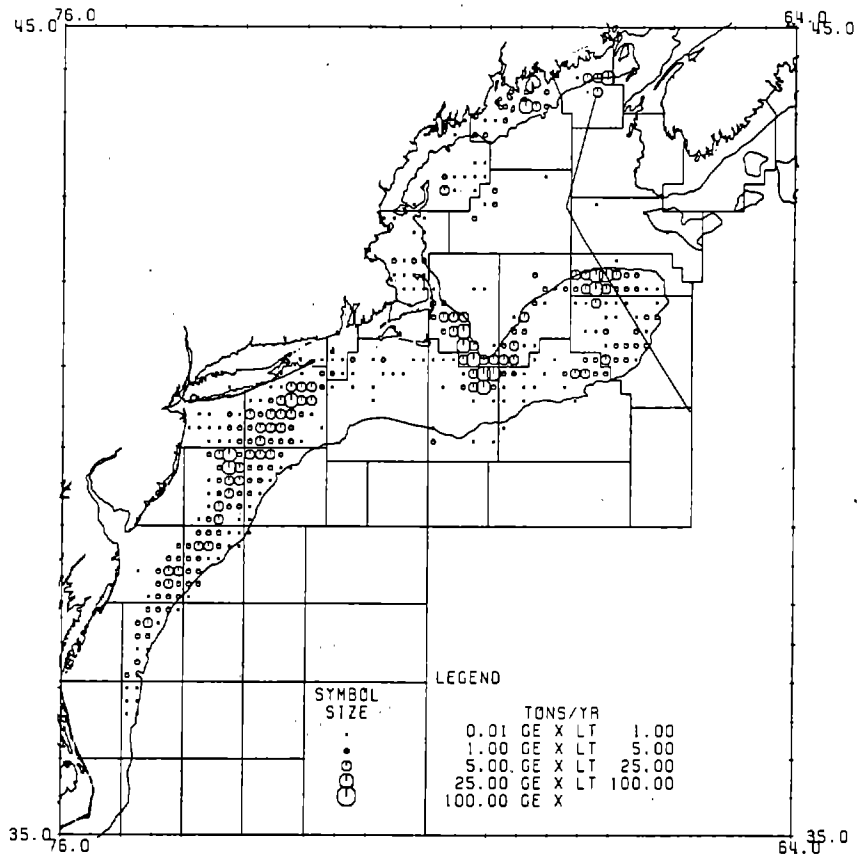 76.0 64.0
45.0 45.0
LEGEND
SYMBOL
SIZE
TONS/YR
0.01 GE X LT 1.00
1.00 GE X LT 5.00
5.00 GE X LT 25.00
25.00 GE X LT 100.00
100.00 GE X
35.0 35.0
76.0 64.0